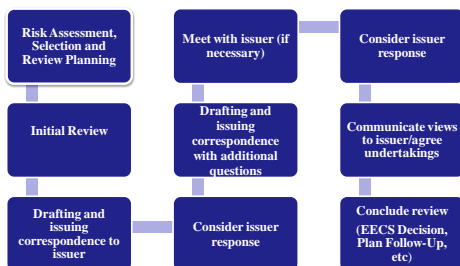 Risk Assessment,
Selection and
Review Planning
Initial Review
Drafting and
issuing
correspondence to
issuer
Consider issuer
response
Drafting and
issuing
correspondence
with additional
questions
Meet with issuer (if
necessary)
Consider issuer
response
Communicate views
to issuer/agree
undertakings
Conclude review
(EECS Decision,
Plan Follow-Up,
etc)